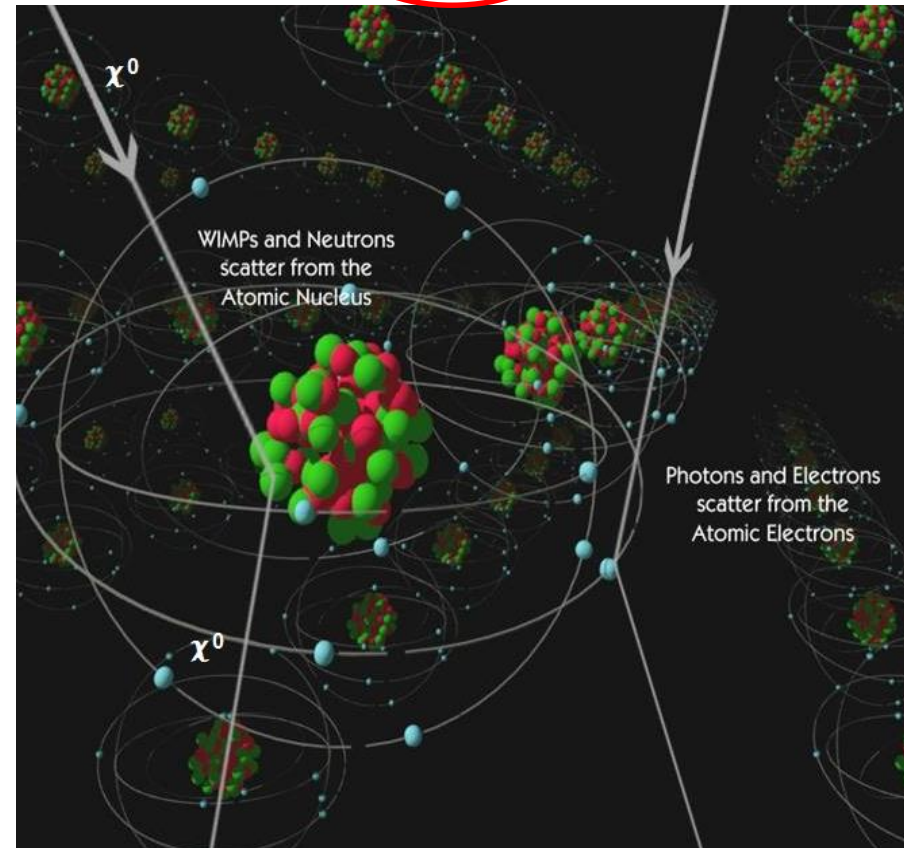 χ⁰
WIMPs and Neutrons
scatter from the
Atomic Nucleus
Photons and Electrons
scatter from the
Atomic Electrons
χ⁰